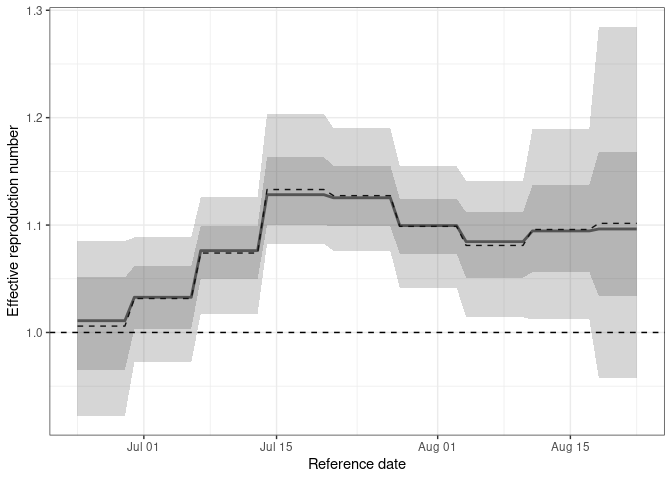 1.3
1.2
1.1
1.0
Effective reproduction number
Jul 01
Jul 15
Aug 01
Aug 15
Reference date